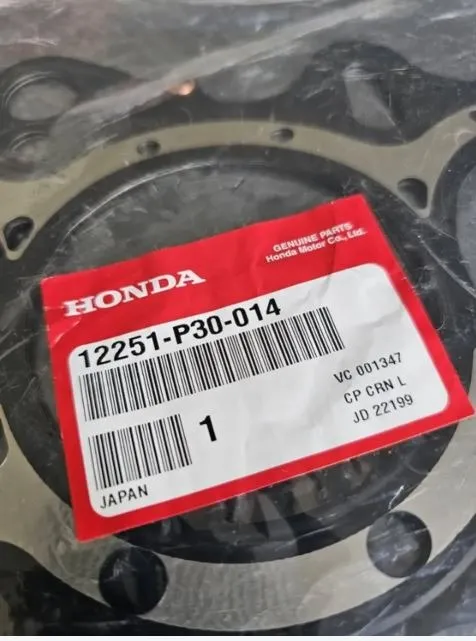 GENUINE PARTS
Honda Motor Co., Ltd.
HONDA
12251-P30-014
1
VC 001347
CP CRN L
JD 22199
JAPAN